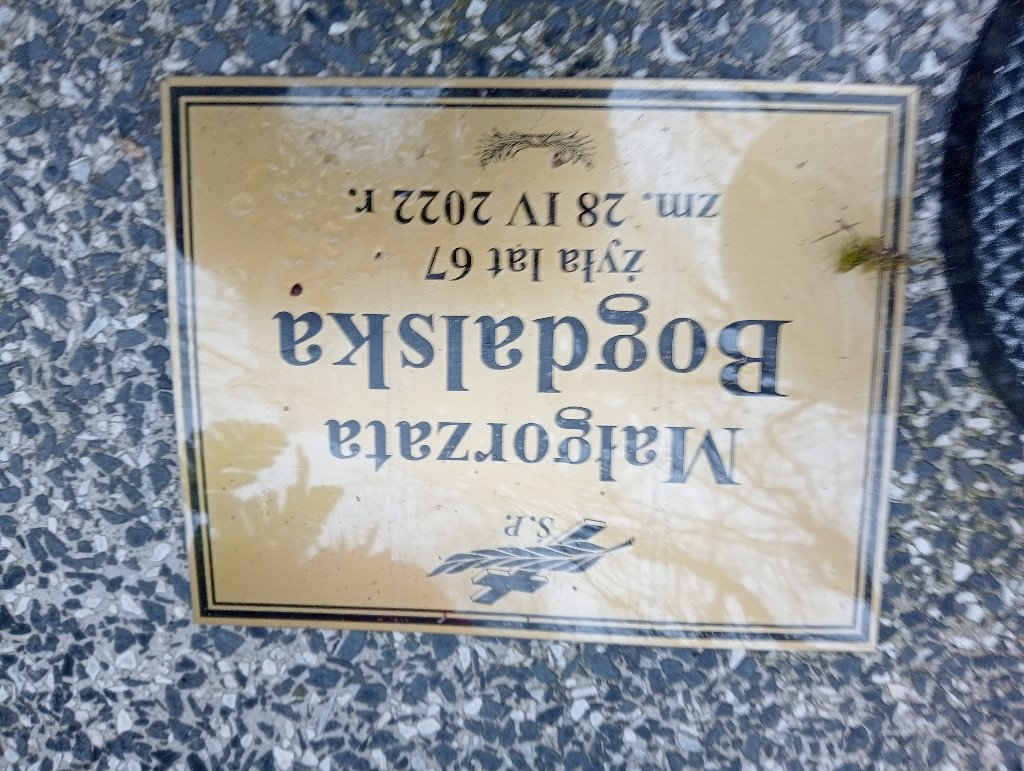 Ś.P.
Małgorzata
Bogdalska
żyła lat 67
zm. 28 IV 2022 r.